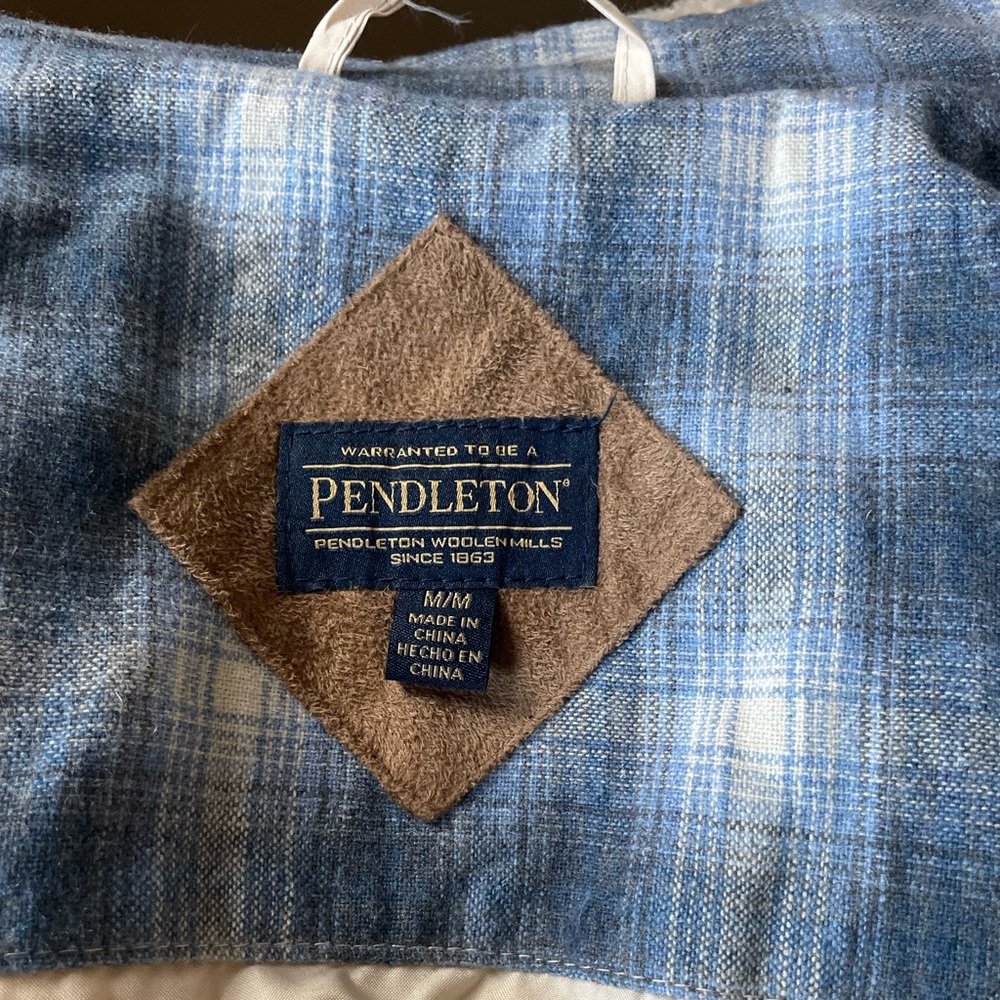 WARRANTED TO BE A
PENDLETON®
PENDLETON WOOLEN MILLS
SINCE 1863
M/M
MADE IN
CHINA
HECHO EN
CHINA